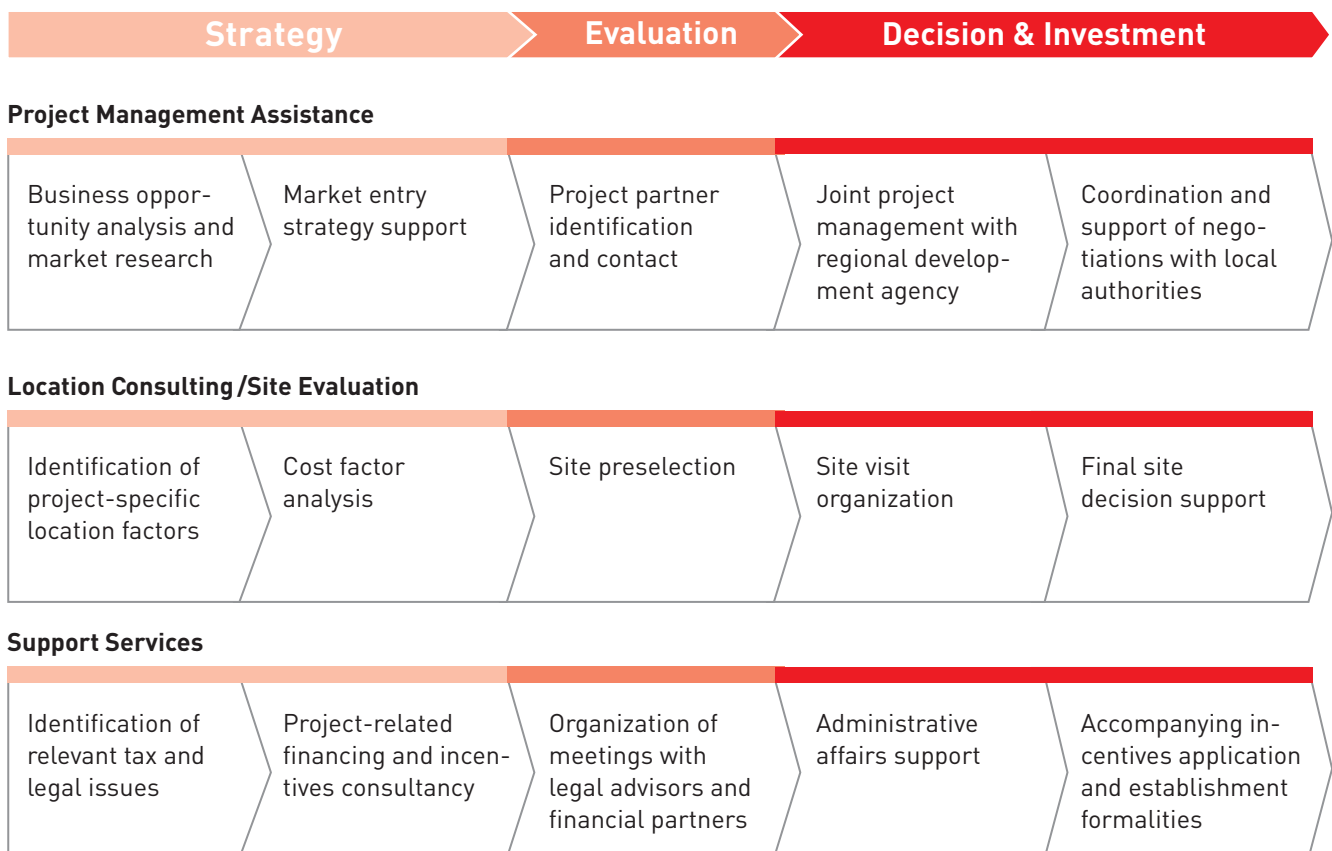 Strategy
Evaluation
Decision & Investment
Project Management Assistance
Business oppor-
tunity analysis and
market research
Market entry
strategy support
Project partner
identification
and contact
Joint project
management with
regional develop-
ment agency
Coordination and
support of nego-
tiations with local
authorities
Location Consulting/Site Evaluation
Identification of
project-specific
location factors
Cost factor
analysis
Site preselection
Site visit
organization
Final site
decision support
Support Services
Identification of
relevant tax and
legal issues
Project-related
financing and incen-
tives consultancy
Organization of
meetings with
legal advisors and
financial partners
Administrative
affairs support
Accompanying in-
centives application
and establishment
formalities